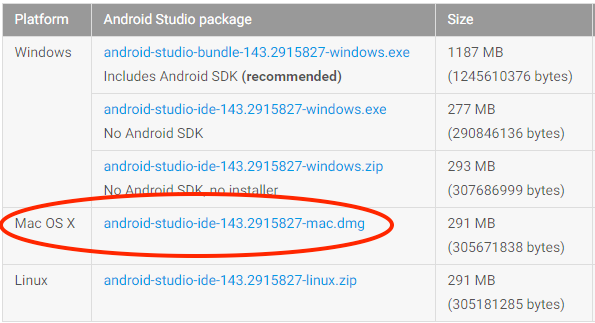 Platform Android Studio package Size
Windows android-studio-bundle-143.2915827-windows.exe 1187 MB
Includes Android SDK (recommended) (1245610376 bytes)
android-studio-ide-143.2915827-windows.exe 277 MB
No Android SDK (290846136 bytes)
android-studio-ide-143.2915827-windows.zip 293 MB
No Android SDK, no installer (307686999 bytes)
Mac OS X android-studio-ide-143.2915827-mac.dmg 291 MB
(305671838 bytes)
Linux android-studio-ide-143.2915827-linux.zip 291 MB
(305181285 bytes)